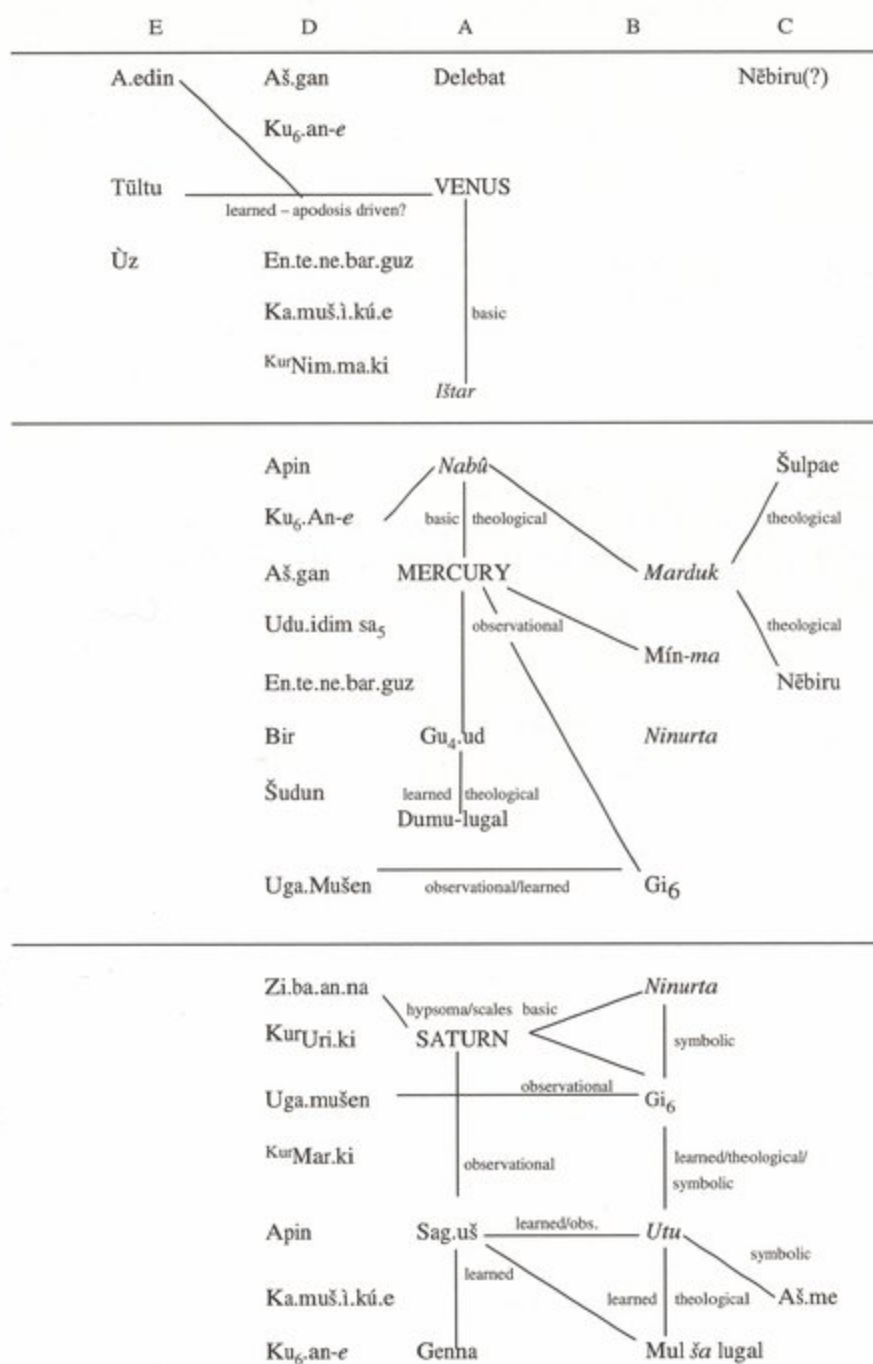 E D A B C
A.edin Aš.gan Delebat Nēbiru(?)
Ku₆.an-e
Tūltu VENUS
learned – apodosis driven?
Ùz En.te.ne.bar.guz
Ka.muš.ì.kú.e basic
KurNim.ma.ki
Ištar
Apin Nabû Šulpae
Ku₆.An-e basic theological theological
Aš.gan MERCURY Marduk
Udu.idim sa₅ observational theological
Mín-ma
En.te.ne.bar.guz Nēbiru
Bir Gu₄.ud Ninurta
Šudun learned theological
Dumu-lugal
Uga.Mušen observational/learned Gi₆
Zi.ba.an.na Ninurta
hypsoma/scales basic
KurUri.ki SATURN symbolic
observational
Uga.mušen Gi₆
KurMar.ki observational learned/theological/
symbolic
Apin Sag.uš learned/obs. Utu
symbolic
learned
Ka.muš.ì.kú.e learned theological Aš.me
Ku₆.an-e Genna Mul ša lugal